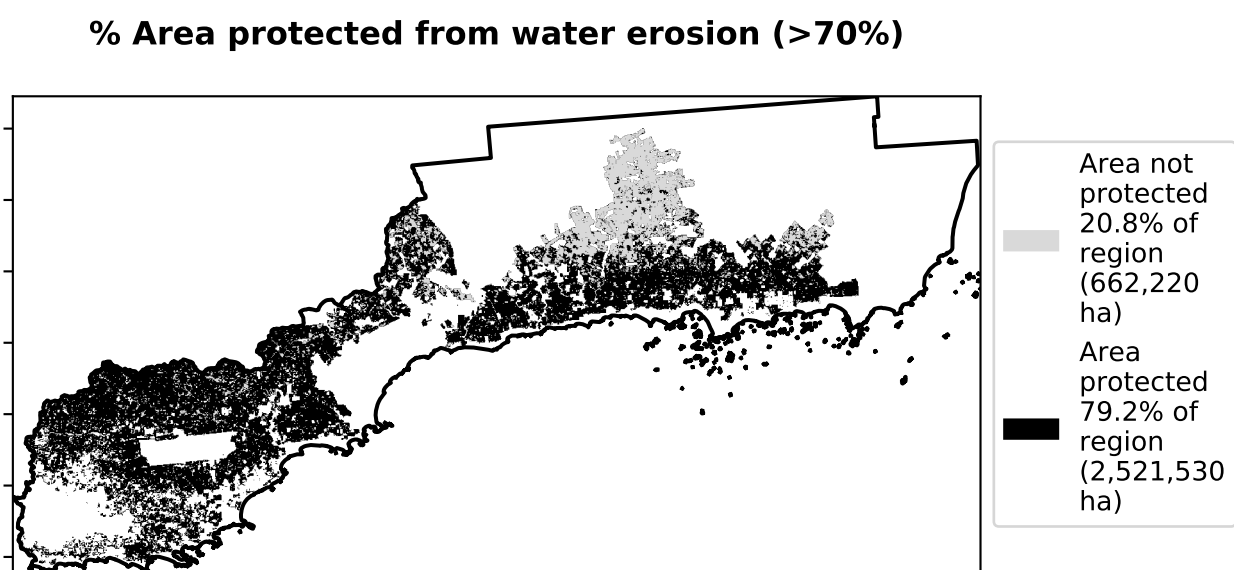 % Area protected from water erosion (>70%)
Area not
protected
20.8% of
region
(662,220
ha)
Area
protected
79.2% of
region
(2,521,530
ha)